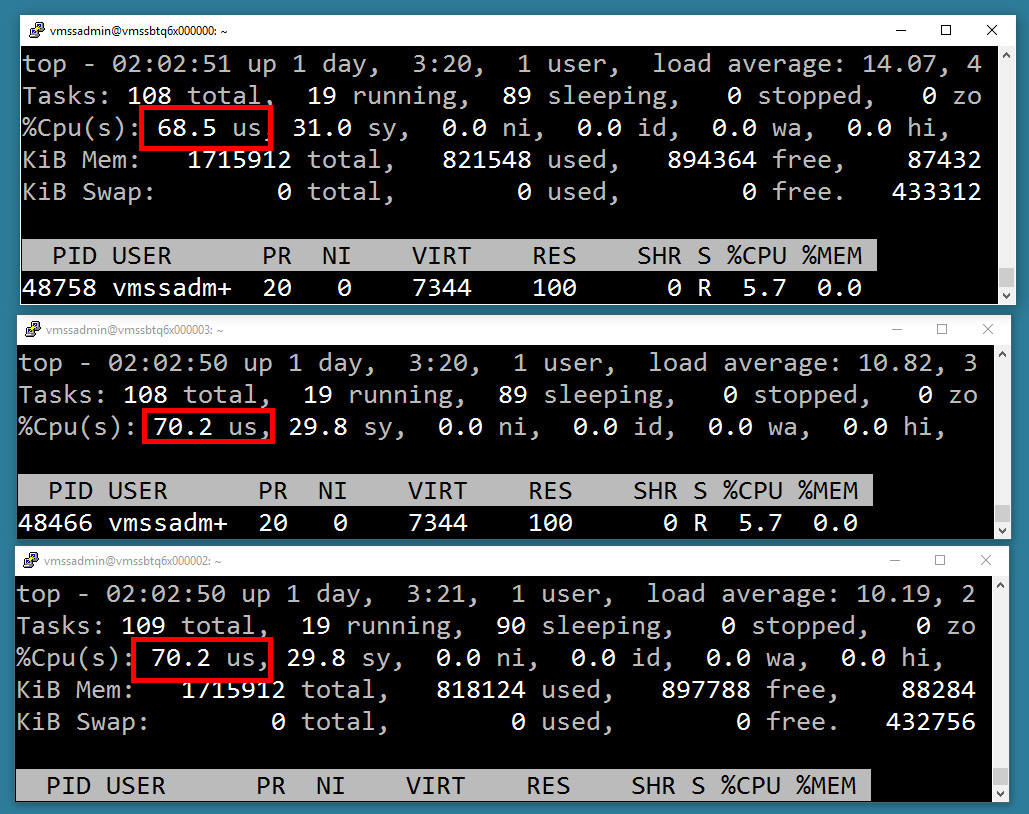 vmssadmin@vmssbtq6x000000: ~
top - 02:02:51 up 1 day,  3:20,  1 user,  load average: 14.07, 4
Tasks: 108 total,  19 running,  89 sleeping,   0 stopped,   0 zo
%Cpu(s): 68.5 us, 31.0 sy,  0.0 ni,  0.0 id,  0.0 wa,  0.0 hi,
KiB Mem:   1715912 total,   821548 used,   894364 free,    87432
KiB Swap:        0 total,        0 used,        0 free.   433312
PID USER      PR  NI    VIRT    RES    SHR S %CPU %MEM
48758 vmssadm+  20   0    7344    100      0 R  5.7  0.0
vmssadmin@vmssbtq6x000003: ~
top - 02:02:50 up 1 day,  3:20,  1 user,  load average: 10.82, 3
Tasks: 108 total,  19 running,  89 sleeping,   0 stopped,   0 zo
%Cpu(s): 70.2 us, 29.8 sy,  0.0 ni,  0.0 id,  0.0 wa,  0.0 hi,
PID USER      PR  NI    VIRT    RES    SHR S %CPU %MEM
48466 vmssadm+  20   0    7344    100      0 R  5.7  0.0
vmssadmin@vmssbtq6x000002: ~
top - 02:02:50 up 1 day,  3:21,  1 user,  load average: 10.19, 2
Tasks: 109 total,  19 running,  90 sleeping,   0 stopped,   0 zo
%Cpu(s): 70.2 us, 29.8 sy,  0.0 ni,  0.0 id,  0.0 wa,  0.0 hi,
KiB Mem:   1715912 total,   818124 used,   897788 free,    88284
KiB Swap:        0 total,        0 used,        0 free.   432756
PID USER      PR  NI    VIRT    RES    SHR S %CPU %MEM